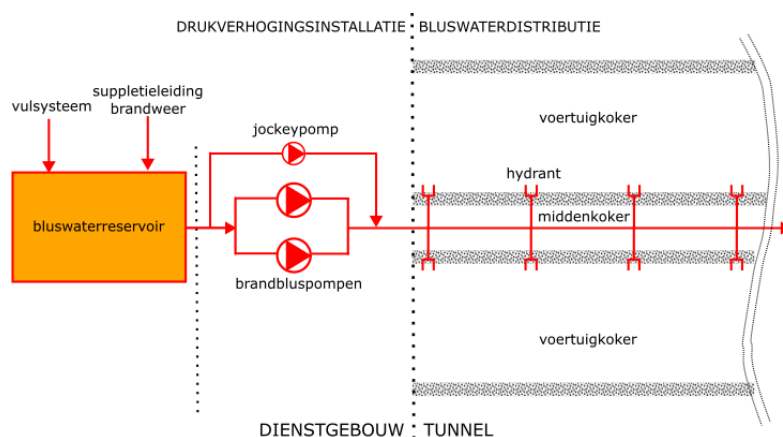 DRUKVERHOGINGSINSTALLATIE
BLUSWATERDISTRIBUTIE
suppletieleiding
vulsysteem
brandweer
voertuigkoker
jockeypomp
hydrant
bluswaterreservoir
middenkoker
brandbluspompen
voertuigkoker
DIENSTGEBOUW
TUNNEL